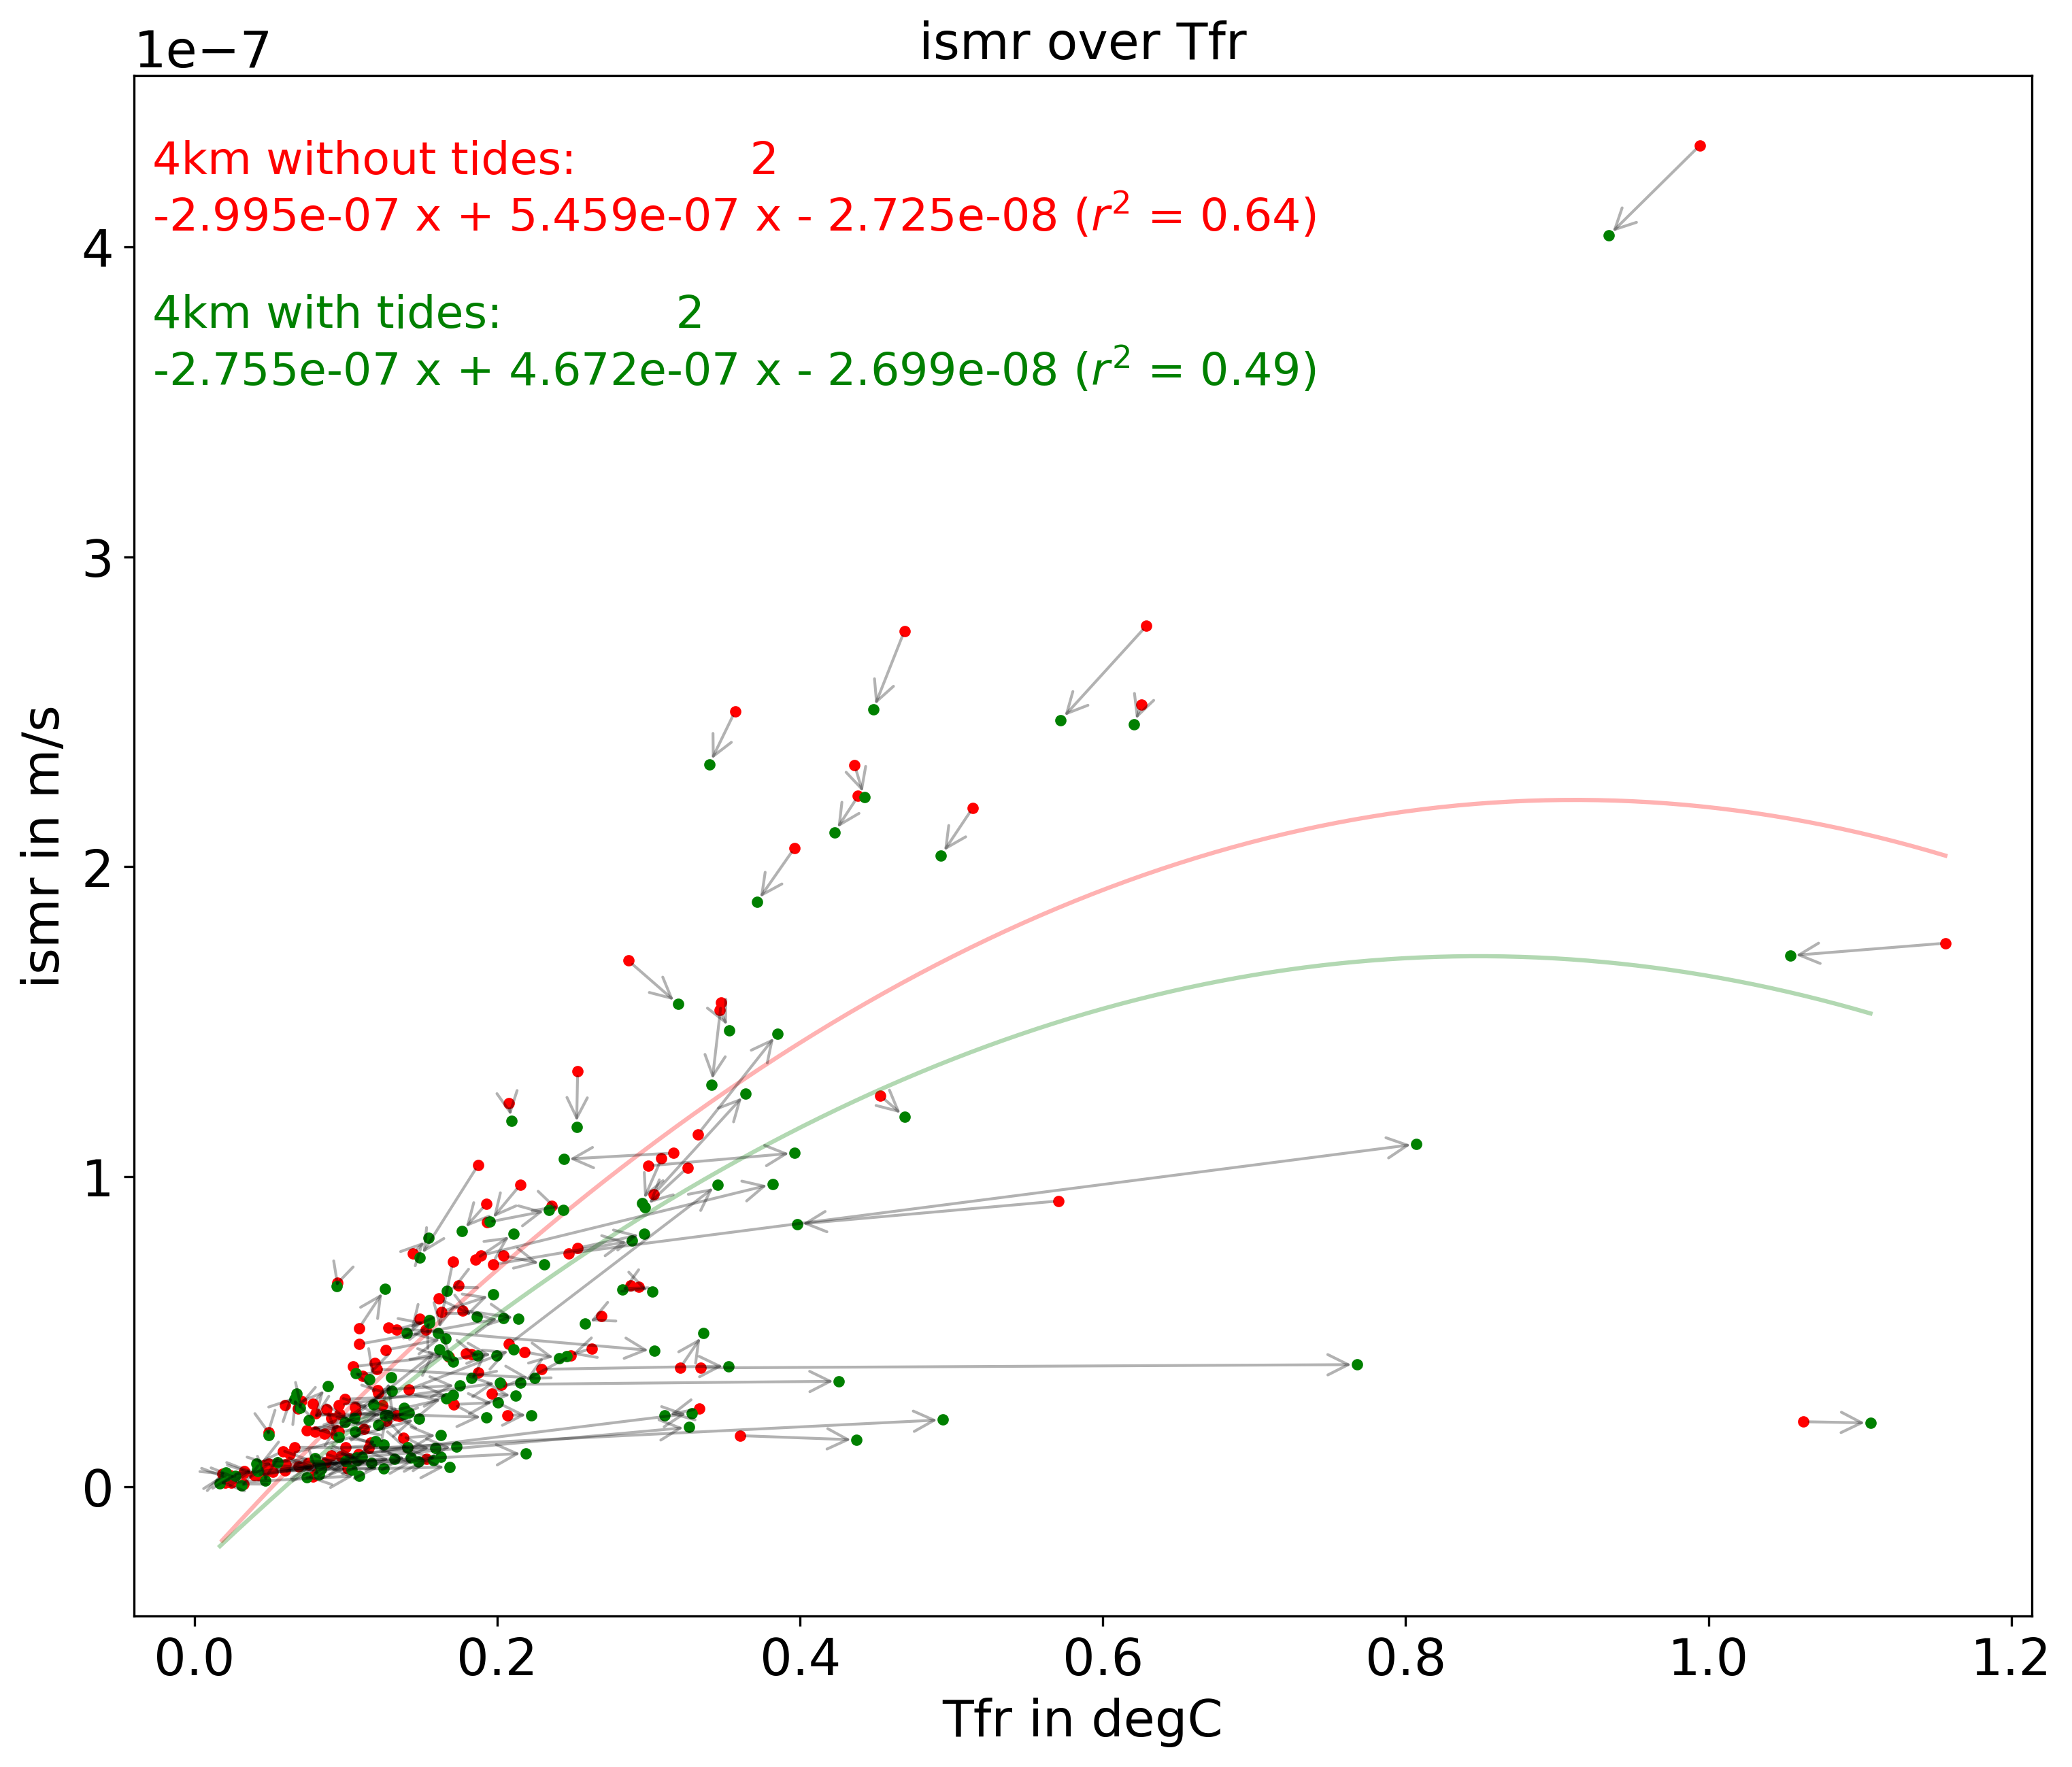 ismr over Tfr
1e−7
4km without tides: 2
-2.995e-07 x + 5.459e-07 x - 2.725e-08 (r² = 0.64)
4km with tides: 2
-2.755e-07 x + 4.672e-07 x - 2.699e-08 (r² = 0.49)
4
3
2
1
0
ismr in m/s
0.0 0.2 0.4 0.6 0.8 1.0 1.2
Tfr in degC